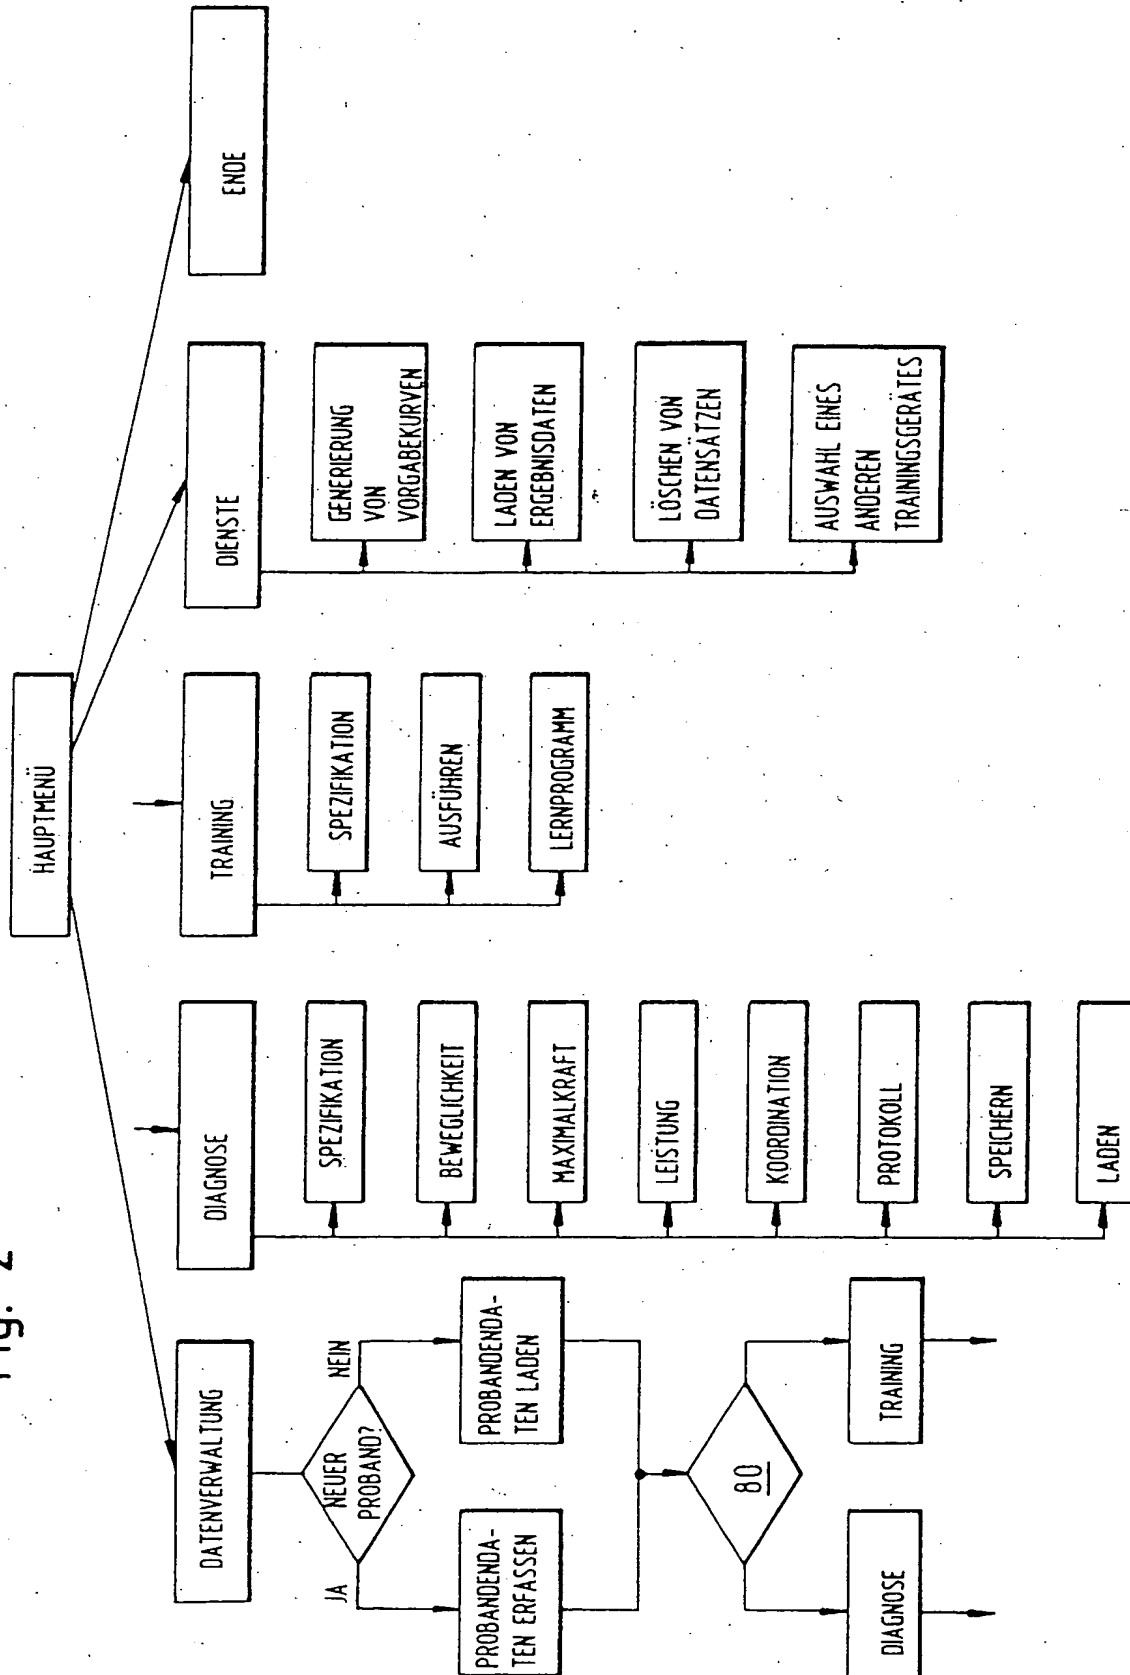 Fig. 2
HAUPTMENÜ
DATENVERWALTUNG
DIAGNOSE
TRAINING
DIENSTE
ENDE
NEUER
PROBAND?
JA
NEIN
PROBANDENDA-
TEN ERFASSEN
PROBANDENDA-
TEN LADEN
80
DIAGNOSE
TRAINING
SPEZIFIKATION
BEWEGLICHKEIT
MAXIMALKRAFT
LEISTUNG
KOORDINATION
PROTOKOLL
SPEICHERN
LADEN
SPEZIFIKATION
AUSFÜHREN
LERNPROGRAMM
GENERIERUNG
VON
VORGABEKURVEN
LADEN VON
ERGEBNISDATEN
LÖSCHEN VON
DATENSÄTZEN
AUSWAHL EINES
ANDEREN
TRAININGSGERÄTES